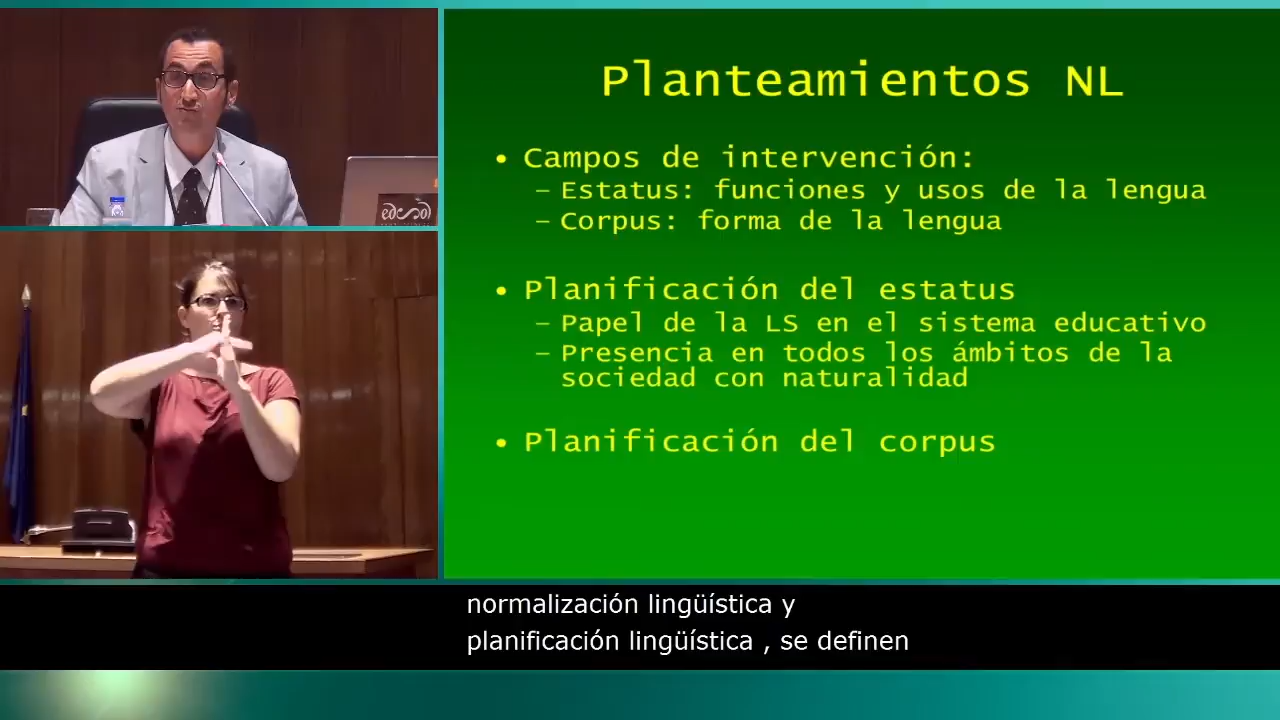 Planteamientos NL
• Campos de intervención:
– Estatus: funciones y usos de la lengua
– Corpus: forma de la lengua
• Planificación del estatus
– Papel de la LS en el sistema educativo
– Presencia en todos los ámbitos de la
sociedad con naturalidad
• Planificación del corpus
normalización lingüística y
planificación lingüística , se definen